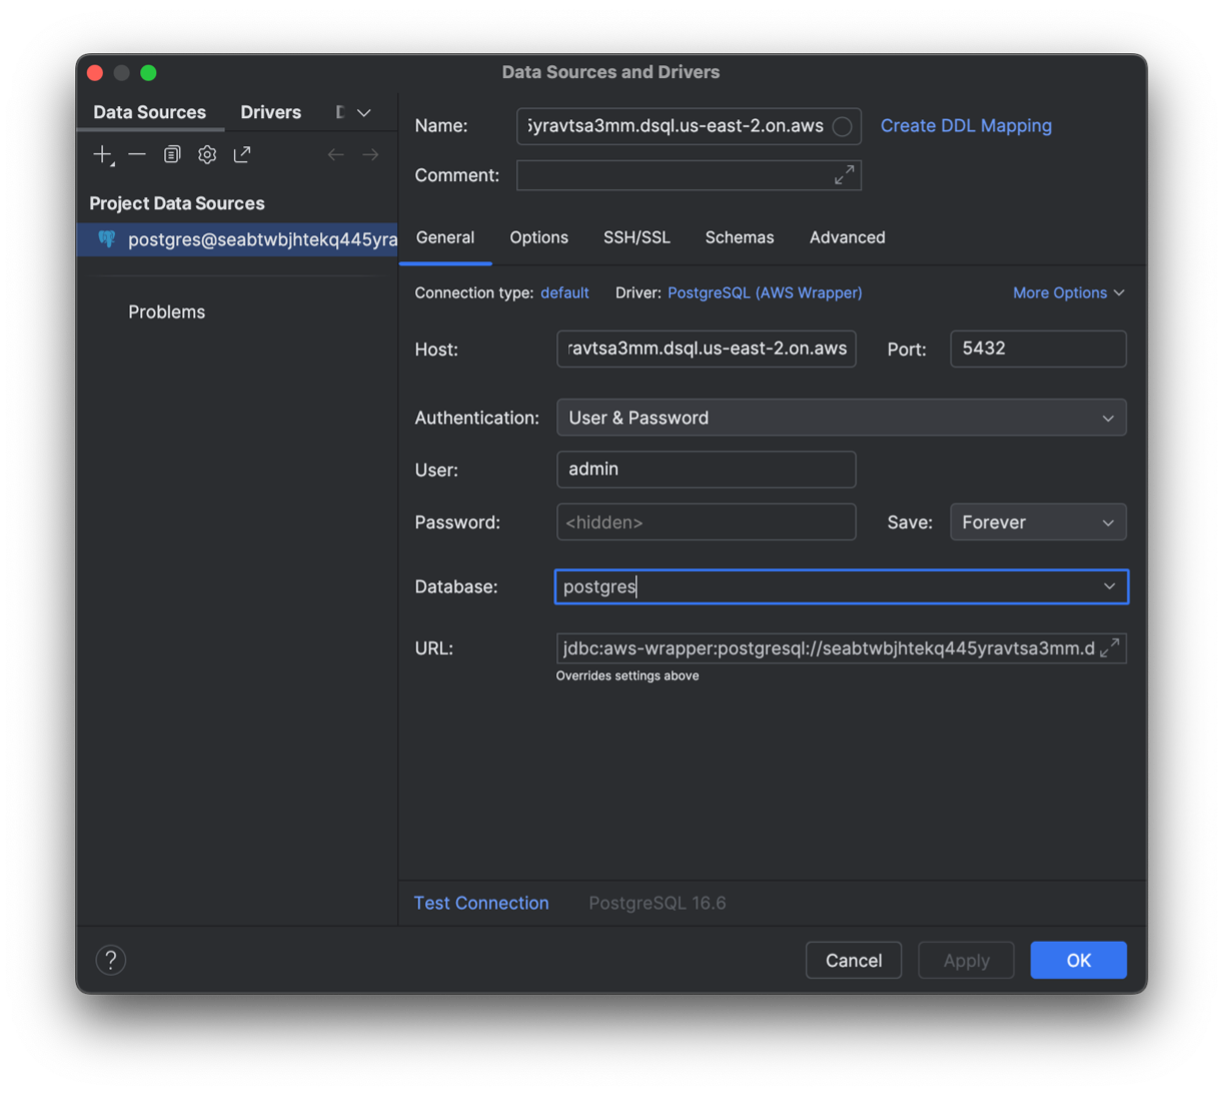 Data Sources and Drivers
Data Sources Drivers
Name: yravtsa3mm.dsql.us-east-2.on.aws Create DDL Mapping
Comment:
Project Data Sources
postgres@seabtwbjhtekq445yra
Problems
General Options SSH/SSL Schemas Advanced
Connection type: default Driver: PostgreSQL (AWS Wrapper) More Options
Host: ravtsa3mm.dsql.us-east-2.on.aws Port: 5432
Authentication: User & Password
User: admin
Password: <hidden> Save: Forever
Database: postgres
URL: jdbc:aws-wrapper:postgresql://seabtwbjhtekq445yravtsa3mm.d
Overrides settings above
Test Connection PostgreSQL 16.6
? Cancel Apply OK